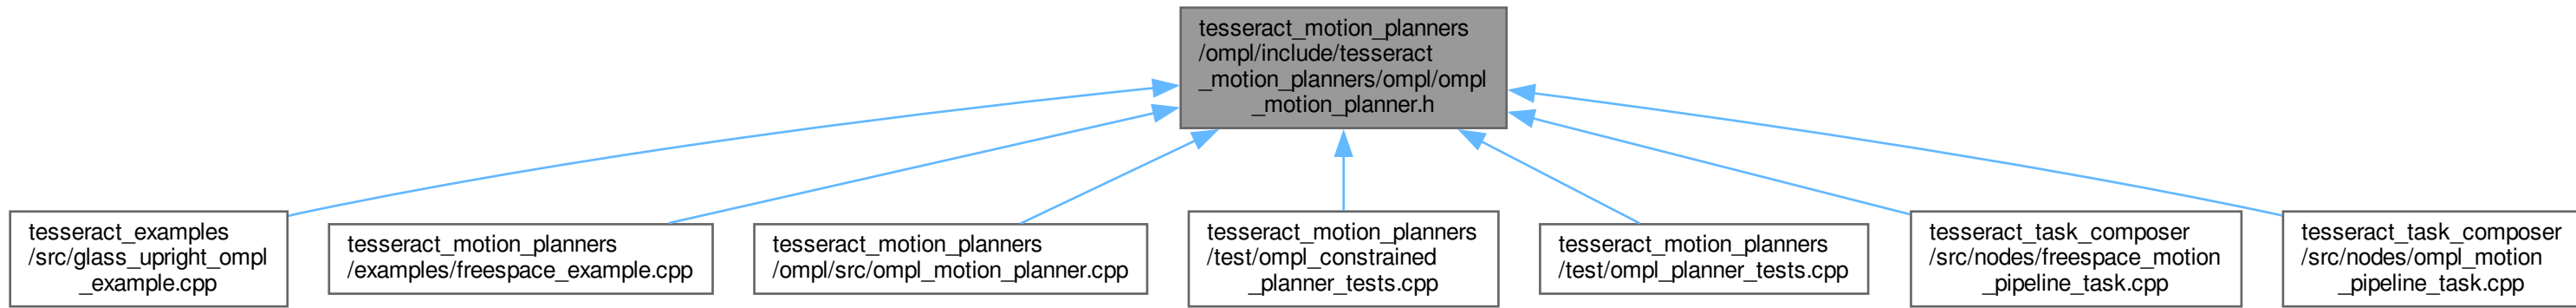 tesseract_motion_planners
/ompl/include/tesseract
_motion_planners/ompl/ompl
_motion_planner.h
tesseract_examples
/src/glass_upright_ompl
_example.cpp
tesseract_motion_planners
/examples/freespace_example.cpp
tesseract_motion_planners
/ompl/src/ompl_motion_planner.cpp
tesseract_motion_planners
/test/ompl_constrained
_planner_tests.cpp
tesseract_motion_planners
/test/ompl_planner_tests.cpp
tesseract_task_composer
/src/nodes/freespace_motion
_pipeline_task.cpp
tesseract_task_composer
/src/nodes/ompl_motion
_pipeline_task.cpp